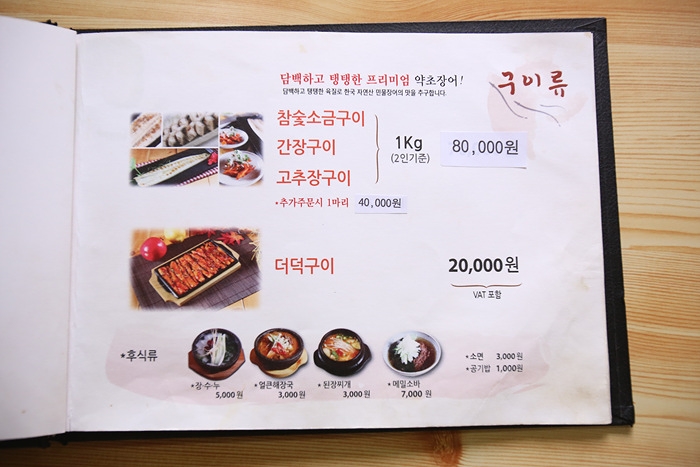 구이류
담백하고 탱탱한 프리미엄 약초장어!
담백하고 탱탱한 육질로 한국 자연산 민물장어의 맛을 추구합니다.
참숯소금구이
간장구이
고추장구이
1Kg
(2인기준)
80,000원
*추가주문시 1마리 40,000원
더덕구이 20,000원
VAT 포함
*후식류
*장·수·누
5,000원
*얼큰해장국
3,000원
*된장찌개
3,000원
*메밀소바
7,000원
*소면 3,000원
*공기밥 1,000원